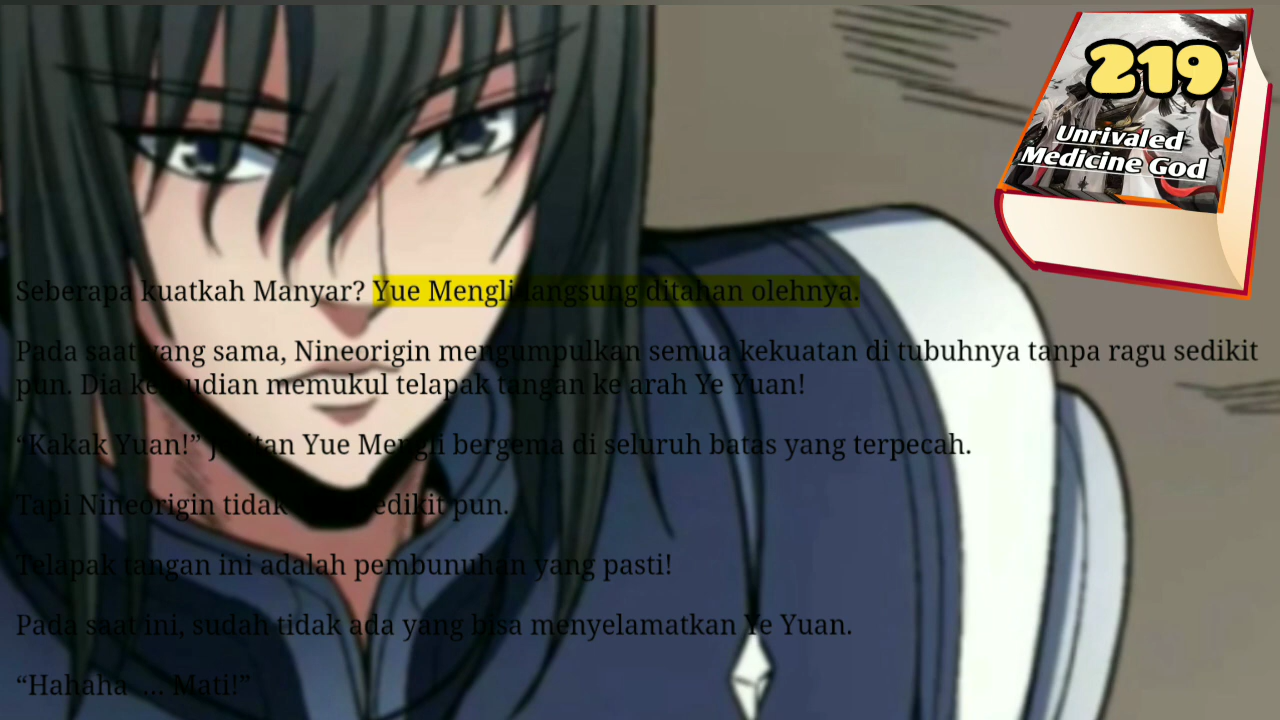 219
Unrivaled
Medicine God
Seberapa kuatkah Manyar? Yue Mengli langsung ditahan olehnya.
Pada saat yang sama, Nineorigin mengumpulkan semua kekuatan di tubuhnya tanpa ragu sedikit
pun. Dia kemudian memukul telapak tangan ke arah Ye Yuan!
“Kakak Yuan!” jeritan Yue Mengli bergema di seluruh batas yang terpecah.
Tapi Nineorigin tidak sedikit pun.
Telapak tangan ini adalah pembunuhan yang pasti!
Pada saat ini, sudah tidak ada yang bisa menyelamatkan Ye Yuan.
“Hahaha ... Mati!”